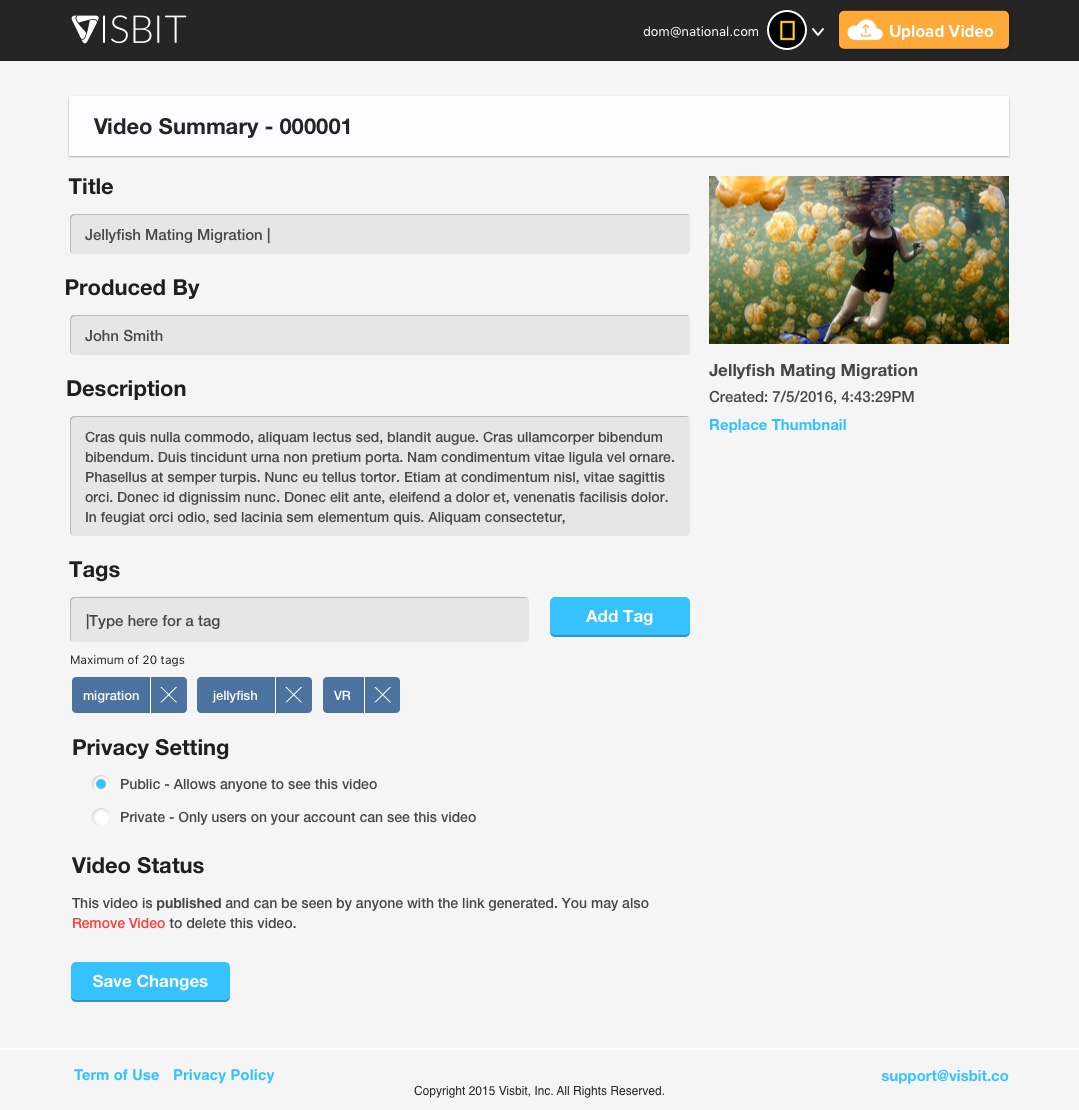 VISBIT
dom@national.com
Upload Video
Video Summary - 000001
Title
Jellyfish Mating Migration |
Produced By
John Smith
Description
Cras quis nulla commodo, aliquam lectus sed, blandit augue. Cras ullamcorper bibendum
bibendum. Duis tincidunt urna non pretium porta. Nam condimentum vitae ligula vel ornare.
Phasellus at semper turpis. Nunc eu tellus tortor. Etiam at condimentum nisl, vitae sagittis
orci. Donec id dignissim nunc. Donec elit ante, eleifend a dolor et, venenatis facilisis dolor.
In feugiat orci odio, sed lacinia sem elementum quis. Aliquam consectetur,
Jellyfish Mating Migration
Created: 7/5/2016, 4:43:29PM
Replace Thumbnail
Tags
|Type here for a tag
Add Tag
Maximum of 20 tags
migration
jellyfish
VR
Privacy Setting
Public - Allows anyone to see this video
Private - Only users on your account can see this video
Video Status
This video is published and can be seen by anyone with the link generated. You may also
Remove Video to delete this video.
Save Changes
Term of Use Privacy Policy
Copyright 2015 Visbit, Inc. All Rights Reserved.
support@visbit.co